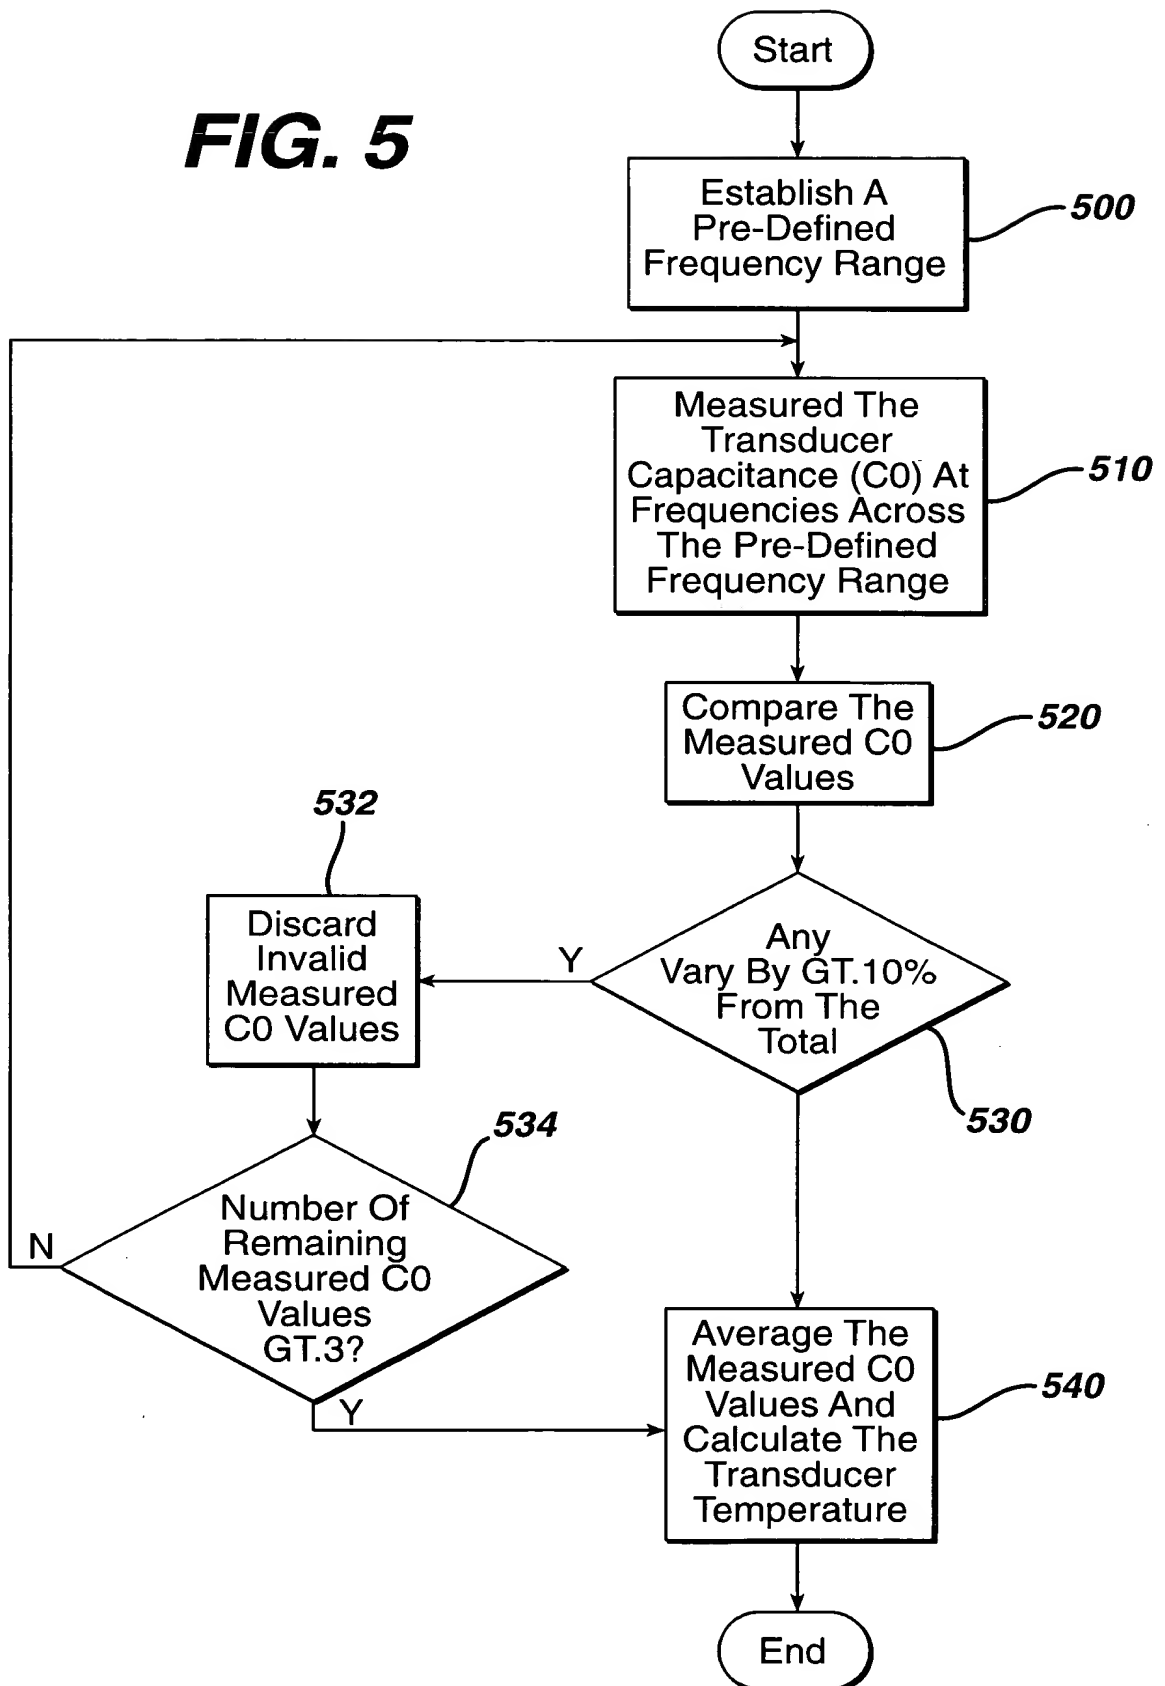 Start
FIG. 5
Establish A
Pre-Defined
Frequency Range
500
Measured The
Transducer
Capacitance (C0) At
Frequencies Across
The Pre-Defined
Frequency Range
510
Compare The
Measured C0
Values
520
532
Discard
Invalid
Measured
C0 Values
Y
Any
Vary By GT.10%
From The
Total
530
534
N
Number Of
Remaining
Measured C0
Values
GT.3?
Y
Average The
Measured C0
Values And
Calculate The
Transducer
Temperature
540
End